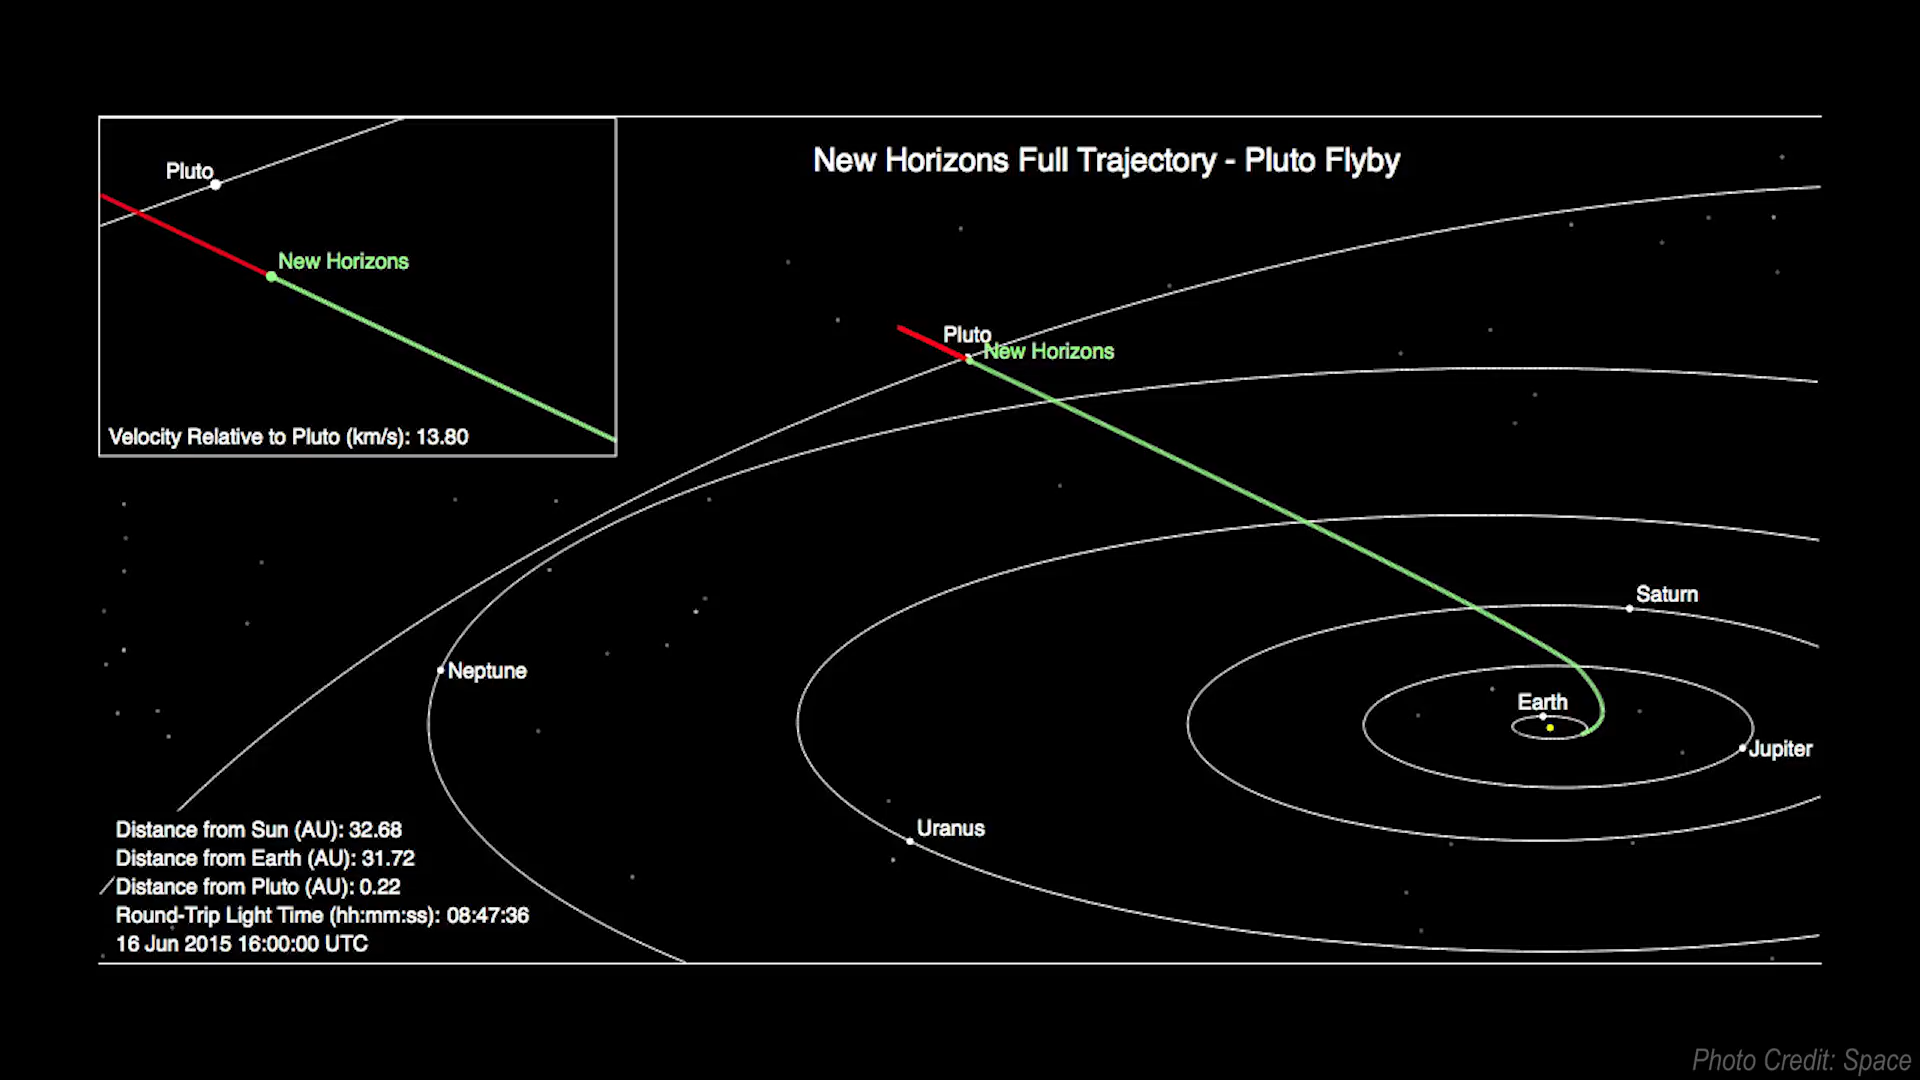 New Horizons Full Trajectory - Pluto Flyby
Pluto
New Horizons
Velocity Relative to Pluto (km/s): 13.80
Pluto
New Horizons
Saturn
Neptune
Earth
Jupiter
Uranus
Distance from Sun (AU): 32.68
Distance from Earth (AU): 31.72
Distance from Pluto (AU): 0.22
Round-Trip Light Time (hh:mm:ss): 08:47:36
16 Jun 2015 16:00:00 UTC
Photo Credit: Space